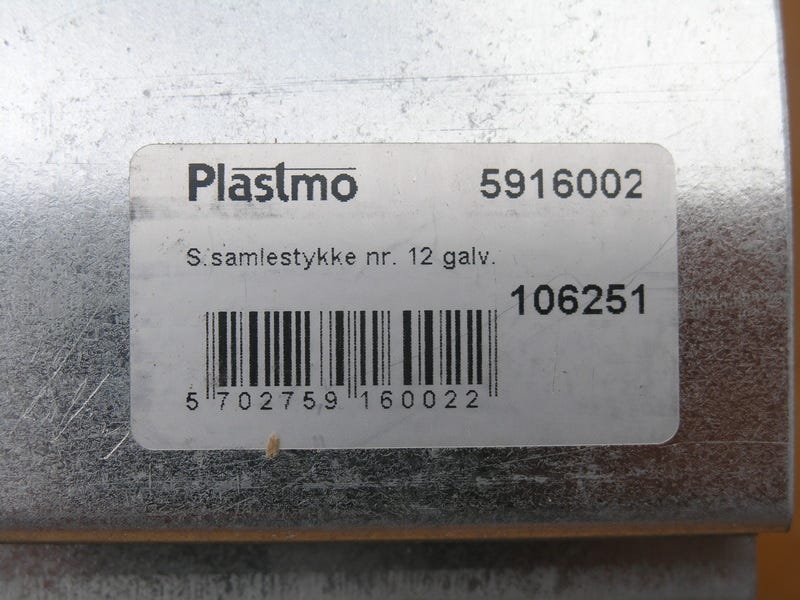 Plastmo 5916002
S.samlestykke nr. 12 galv.
106251
5 702759 160022